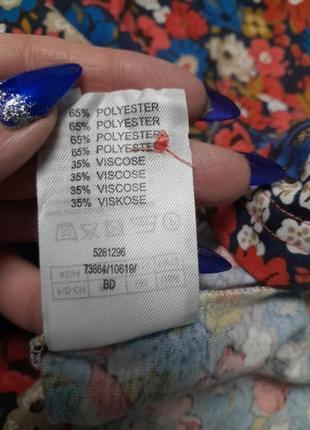 65% POLYESTER
65% POLYESTER
65% POLYESTER
65% POLYESTER
35% VISCOSE
35% VISCOSE
35% VISCOSE
35% VISKOSE
5261296
73864/10619/
BD